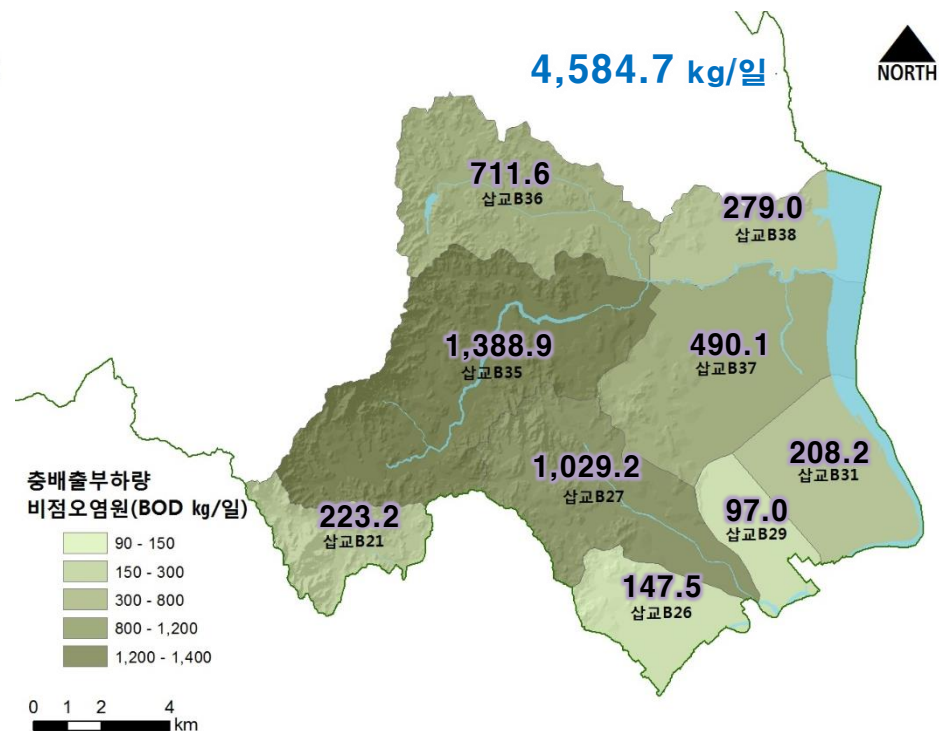 4,584.7 kg/일
NORTH
711.6
삽교B36
279.0
삽교B38
1,388.9
삽교B35
490.1
삽교B37
1,029.2
삽교B27
208.2
삽교B31
97.0
삽교B29
223.2
삽교B21
147.5
삽교B26
총배출부하량
비점오염원(BOD kg/일)
90 - 150
150 - 300
300 - 800
800 - 1,200
1,200 - 1,400
0 1 2 4
km